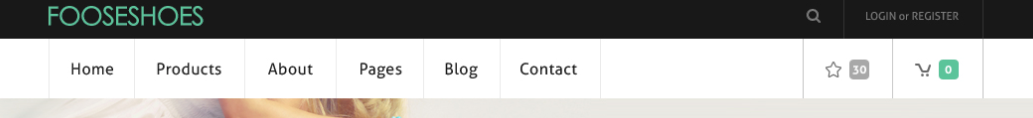 FOOSESHOES LOGIN or REGISTER
Home Products About Pages Blog Contact 30 0